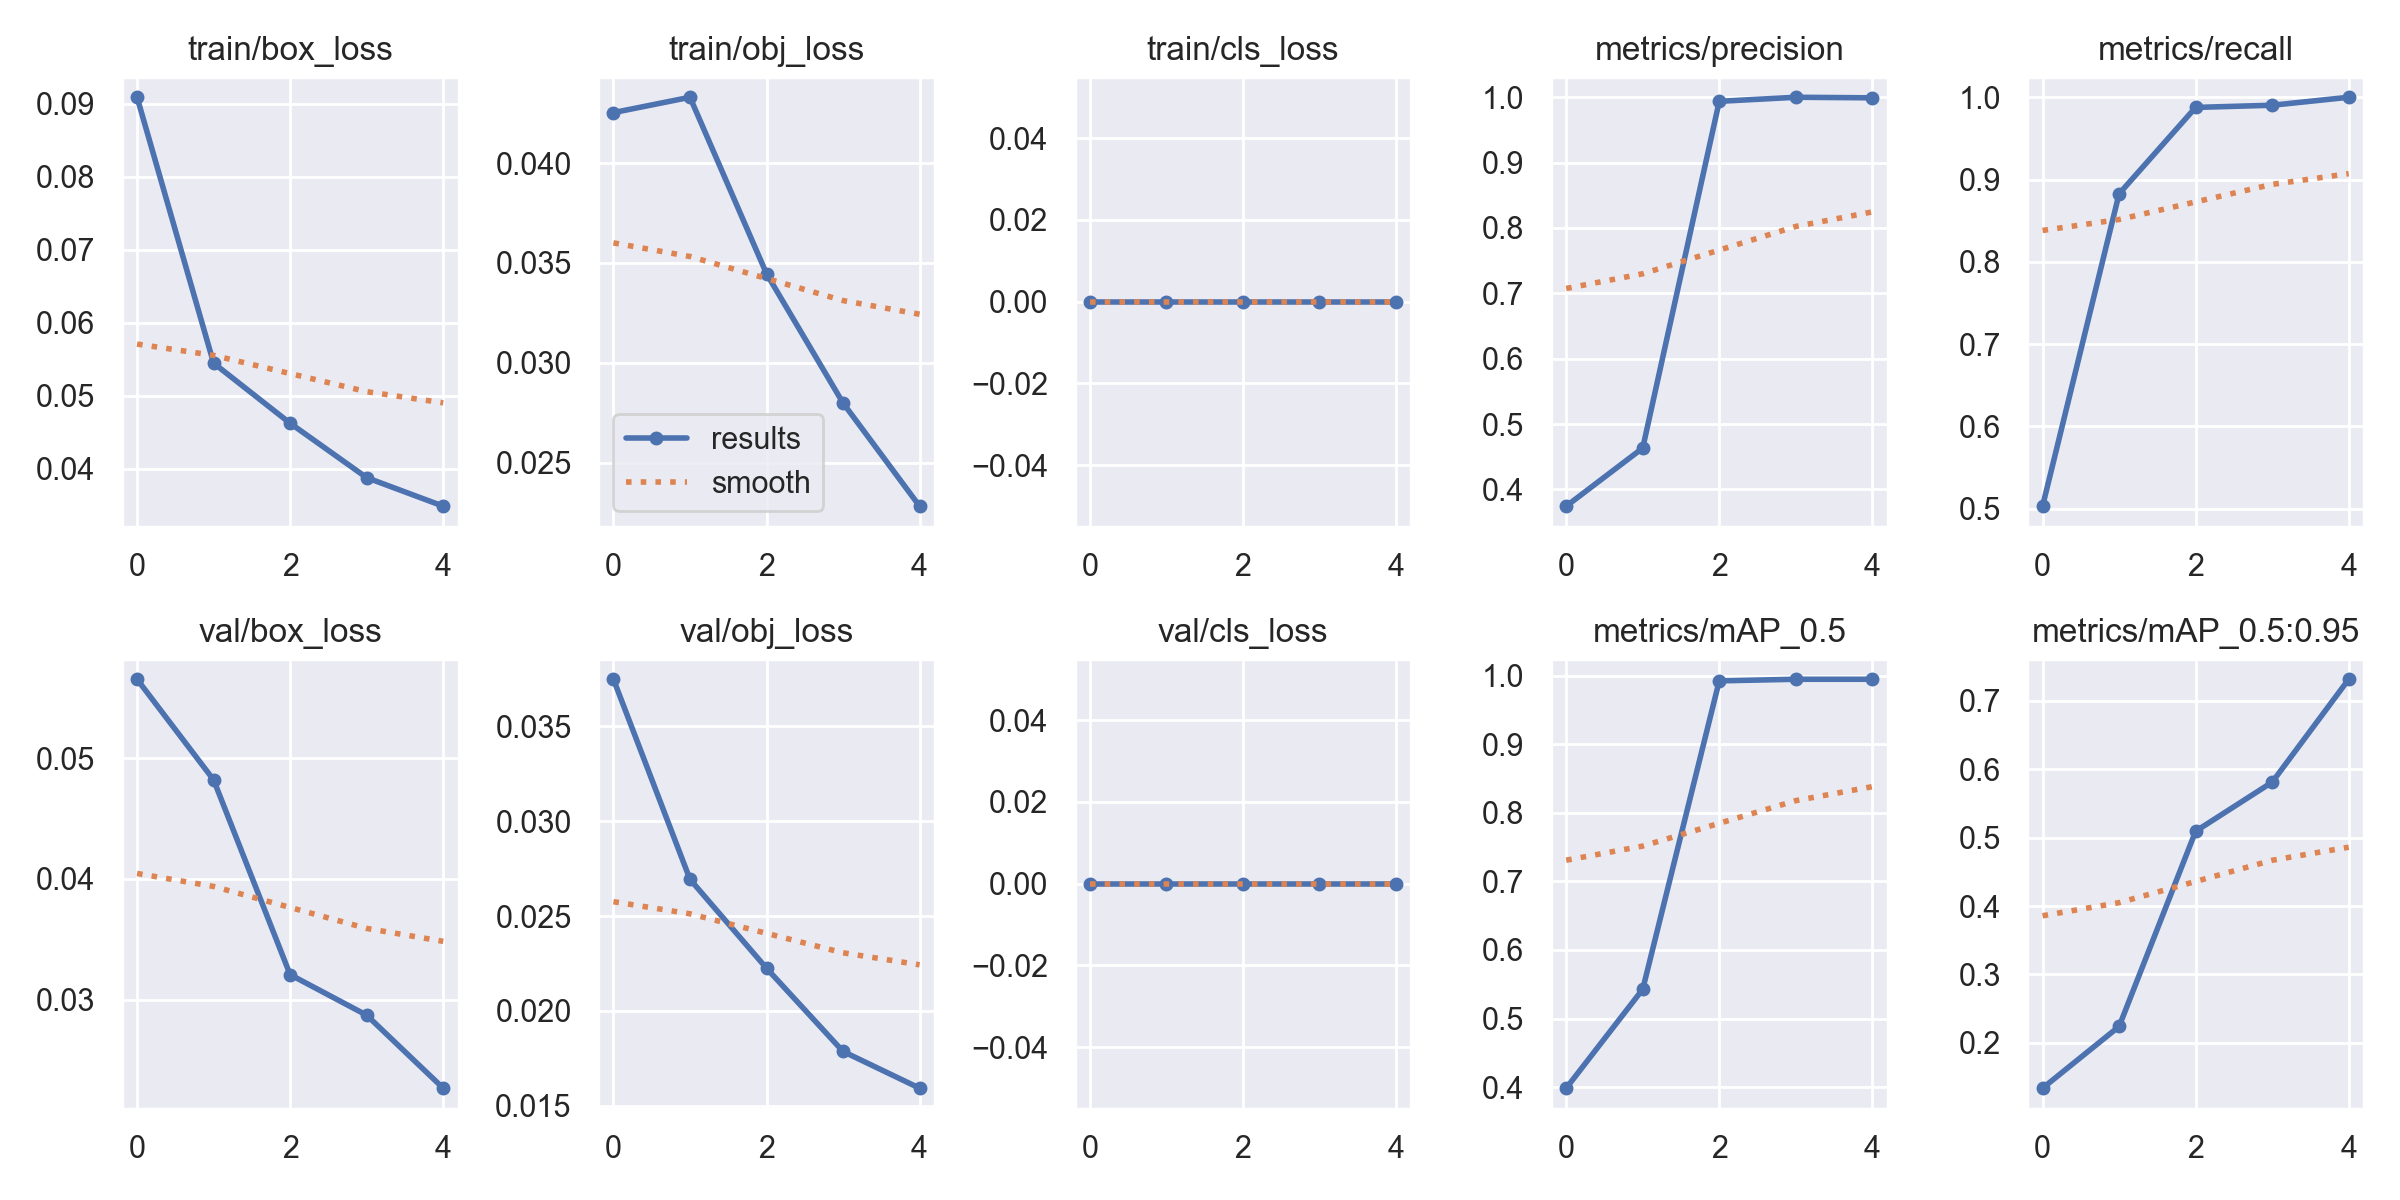 train/box_loss
0.09
0.08
0.07
0.06
0.05
0.04
0 2 4
train/obj_loss
0.040
0.035
0.030
0.025
results
smooth
0 2 4
train/cls_loss
0.04
0.02
0.00
−0.02
−0.04
0 2 4
metrics/precision
1.0
0.9
0.8
0.7
0.6
0.5
0.4
0 2 4
metrics/recall
1.0
0.9
0.8
0.7
0.6
0.5
0 2 4
val/box_loss
0.05
0.04
0.03
0 2 4
val/obj_loss
0.035
0.030
0.025
0.020
0.015
0 2 4
val/cls_loss
0.04
0.02
0.00
−0.02
−0.04
0 2 4
metrics/mAP_0.5
1.0
0.9
0.8
0.7
0.6
0.5
0.4
0 2 4
metrics/mAP_0.5:0.95
0.7
0.6
0.5
0.4
0.3
0.2
0 2 4